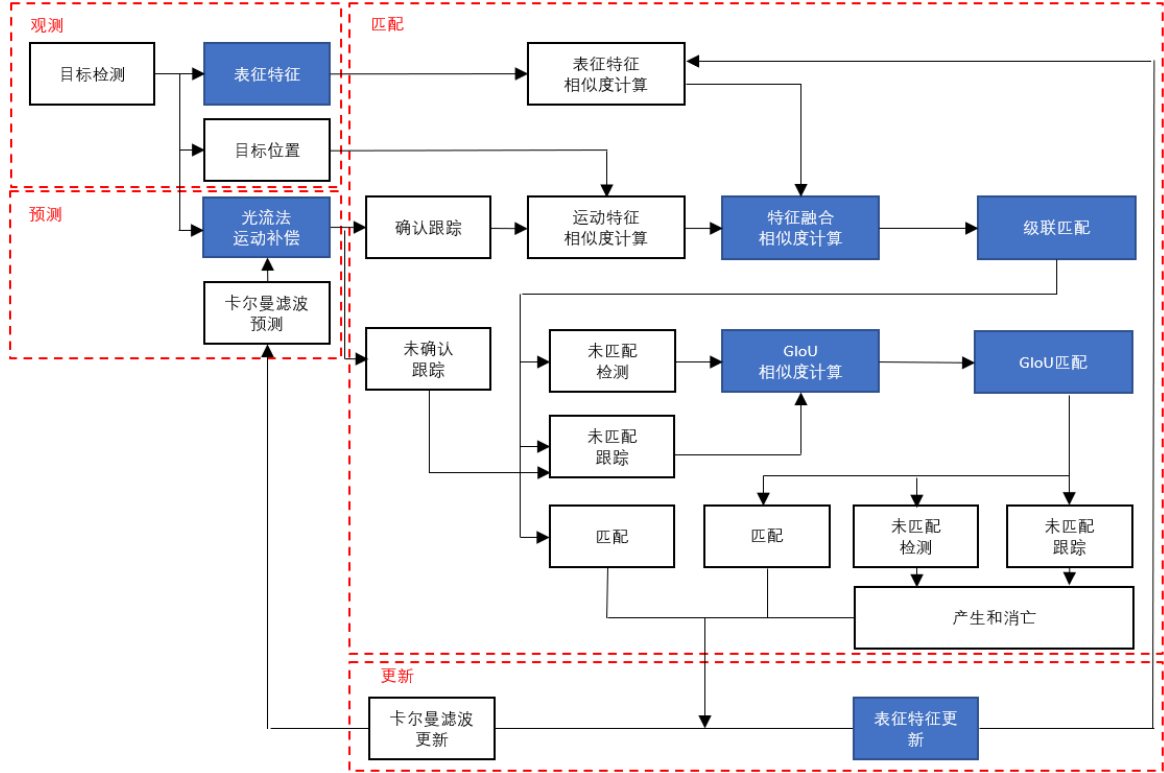 观测
目标检测
表征特征
目标位置
预测
光流法
运动补偿
卡尔曼滤波
预测
匹配
表征特征
相似度计算
确认跟踪
运动特征
相似度计算
特征融合
相似度计算
级联匹配
未确认
跟踪
未匹配
检测
GIoU
相似度计算
GIoU匹配
未匹配
跟踪
匹配
匹配
未匹配
检测
未匹配
跟踪
产生和消亡
更新
卡尔曼滤波
更新
表征特征更
新